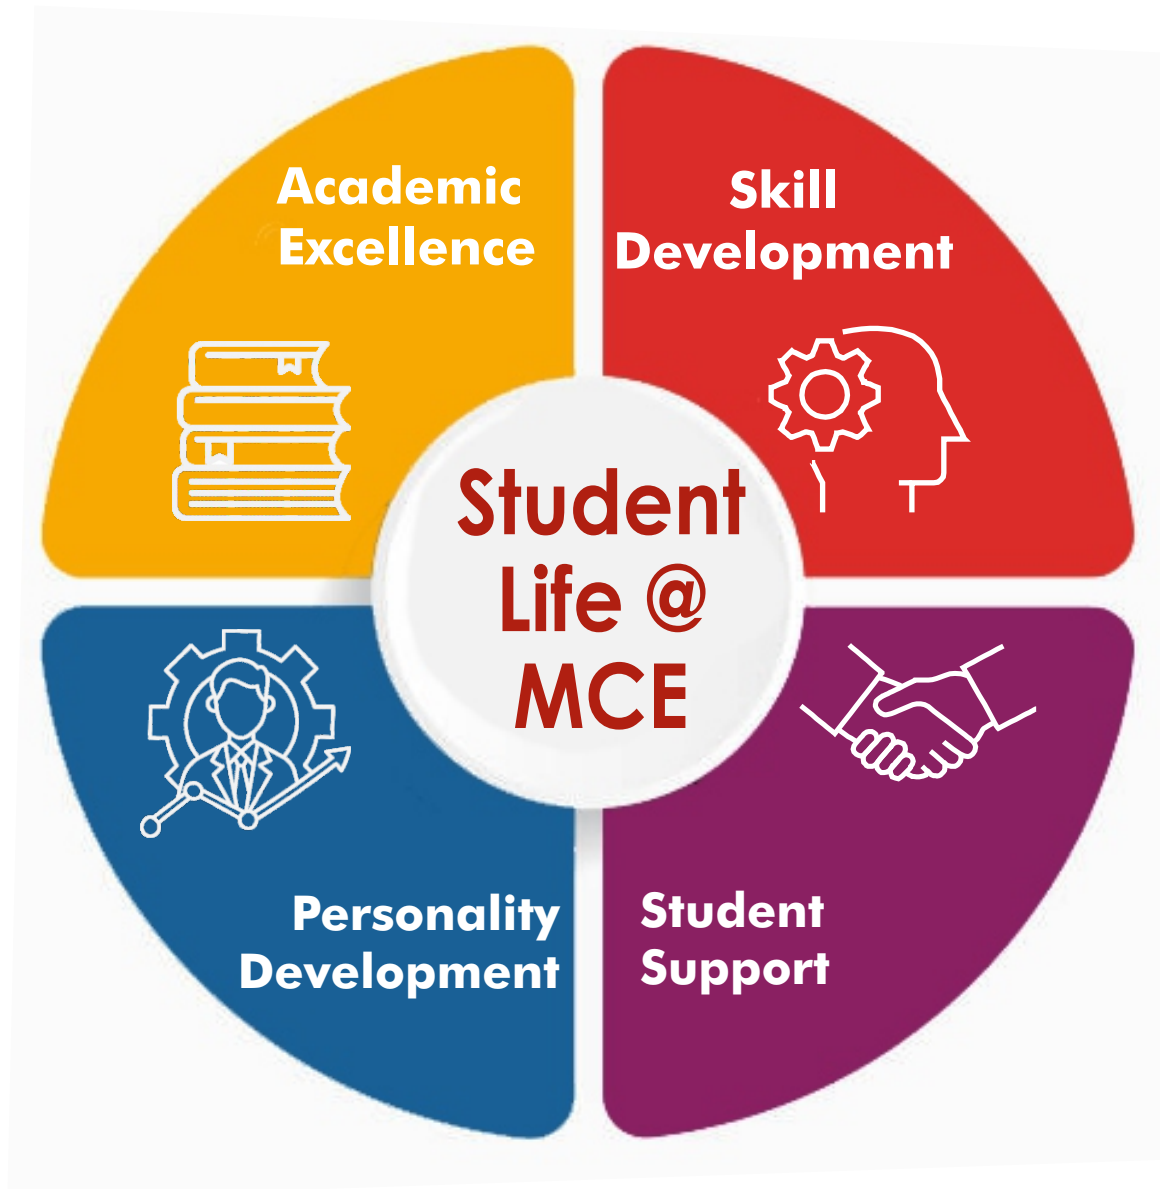 Academic
Excellence
Skill
Development
Student
Life @
MCE
Personality
Development
Student
Support